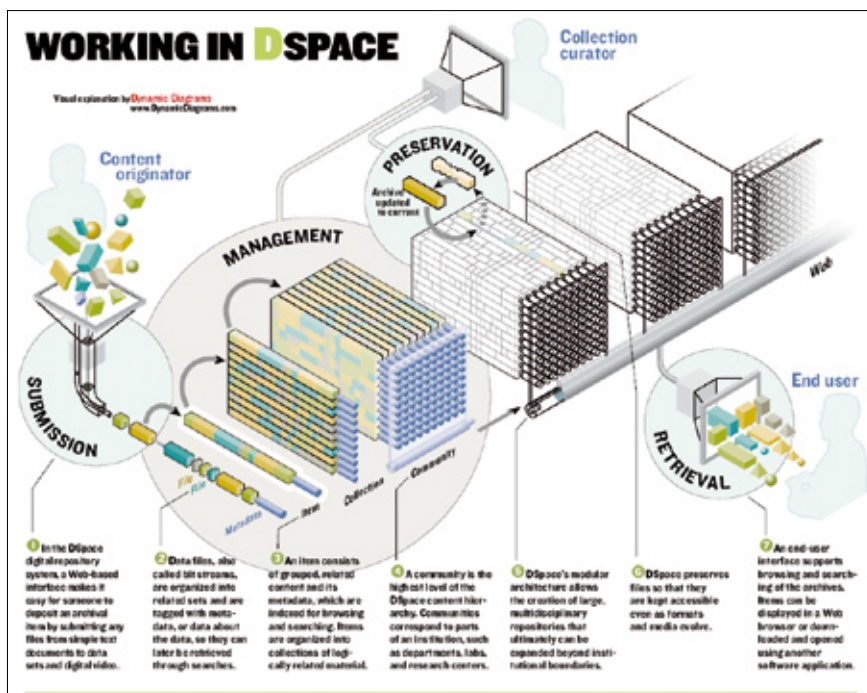 WORKING IN DSPACE
Visual explanation by Dynamic Diagrams
www.DynamicDiagrams.com
Collection
curator
Content
originator
PRESERVATION
Archive
updated
to current
MANAGEMENT
Web
SUBMISSION
End user
RETRIEVAL
File
File
Metadata
Item
Collection
Community
1 In the DSpace
digital repository
system, a Web-based
interface makes it
easy for someone to
deposit an archival
item by submitting any
files from simple text
documents to data
sets and digital video.
2 Data files, also
called bit streams,
are organized into
related sets and are
tagged with meta-
data, or data about
the data, so they can
later be retrieved
through searches.
3 An item consists
of grouped, related
content and its
metadata, which are
indexed for browsing
and searching. Items
are organized into
collections of logi-
cally related material.
4 A community is the
highest level of the
DSpace content hier-
archy. Communities
correspond to parts
of an institution, such
as departments, labs,
and research centers.
5 DSpace's modular
architecture allows
the creation of large,
multidisciplinary
repositories that
ultimately can be
expanded beyond insti-
tutional boundaries.
6 DSpace preserves
files so that they
are kept accessible
even as formats
and media evolve.
7 An end-user
interface supports
browsing and search-
ing of the archives.
Items can be
displayed in a Web
browser or down-
loaded and opened
using another
software application.